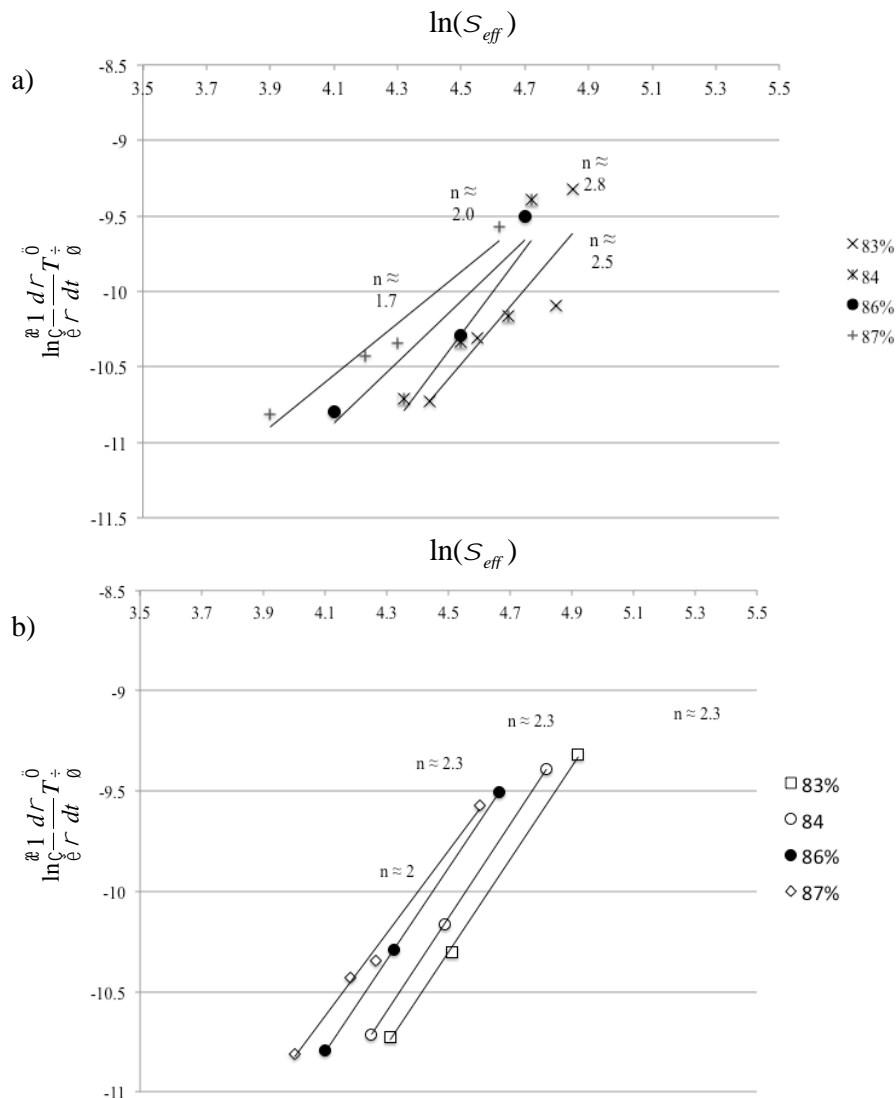 ln(S_eff)
a)
-8.5
3.5 3.7 3.9 4.1 4.3 4.5 4.7 4.9 5.1 5.3 5.5
-9
n ≈
2.8
n ≈
2.0
-9.5
n ≈
2.5
× 83%
84
n ≈
1.7
-10
● 86%
+ 87%
-10.5
-11
-11.5
ln(S_eff)
b)
-8.5
3.5 3.7 3.9 4.1 4.3 4.5 4.7 4.9 5.1 5.3 5.5
-9
n ≈ 2.3
n ≈ 2.3
n ≈ 2.3
-9.5
□ 83%
○ 84
n ≈ 2
● 86%
-10
◇ 87%
-10.5
-11